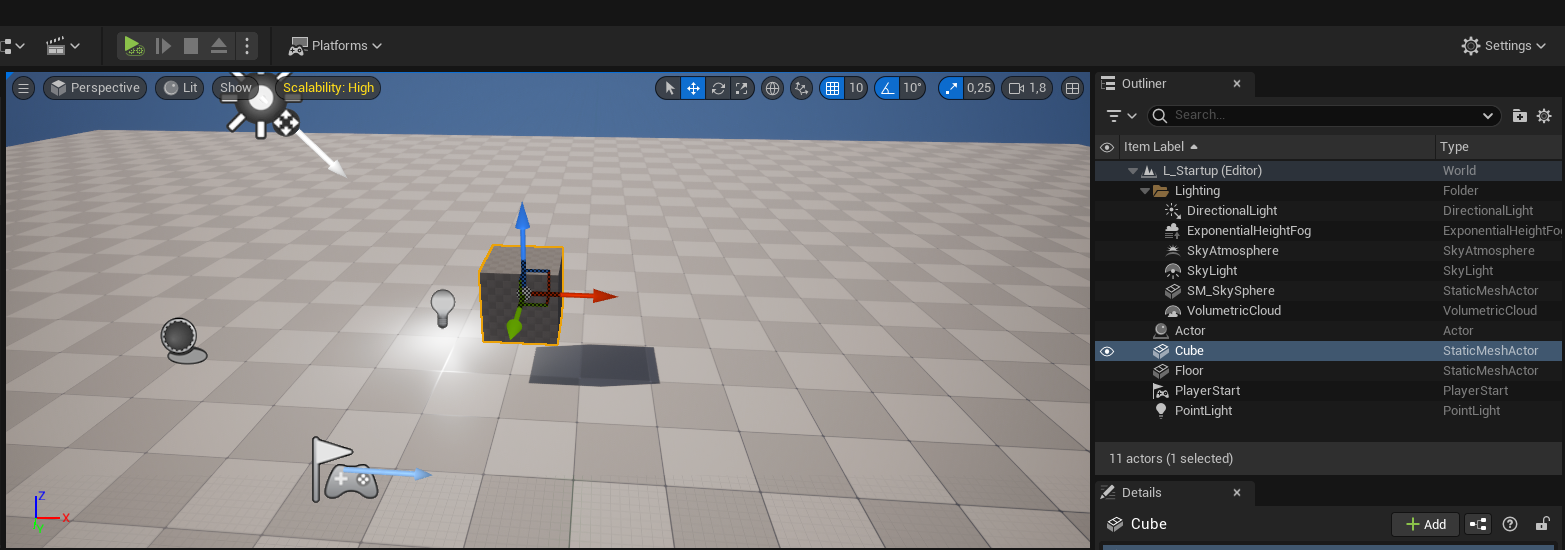 Platforms
Settings
Perspective
Lit
Show
Scalability: High
10
10°
0,25
1,8
Outliner
Search...
Item Label
Type
L_Startup (Editor)
World
Lighting
Folder
DirectionalLight
DirectionalLight
ExponentialHeightFog
ExponentialHeightFo
SkyAtmosphere
SkyAtmosphere
SkyLight
SkyLight
SM_SkySphere
StaticMeshActor
VolumetricCloud
VolumetricCloud
Actor
Actor
Cube
StaticMeshActor
Floor
StaticMeshActor
PlayerStart
PlayerStart
PointLight
PointLight
11 actors (1 selected)
Z
X
Details
Cube
Add